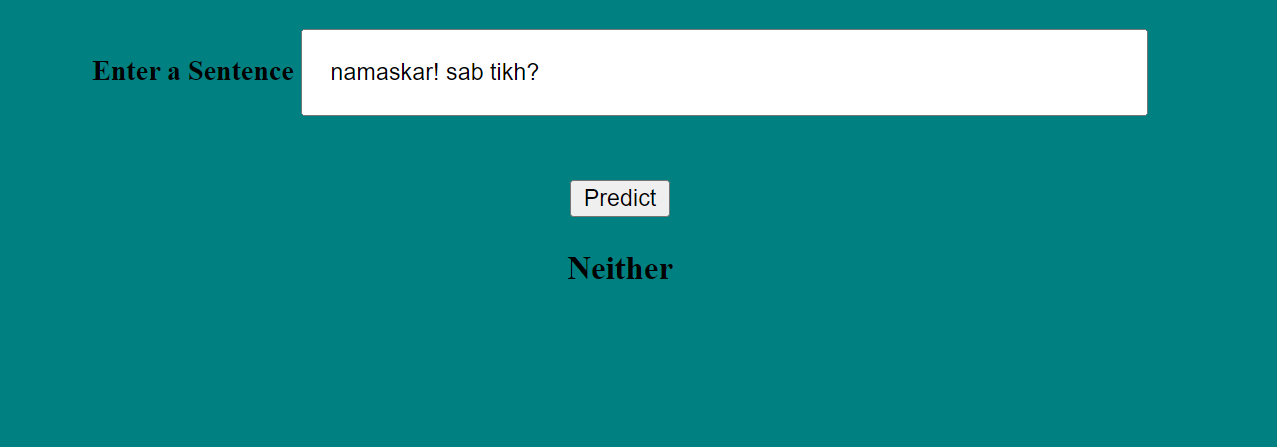 Enter a Sentence namaskar! sab tikh?
Predict
Neither